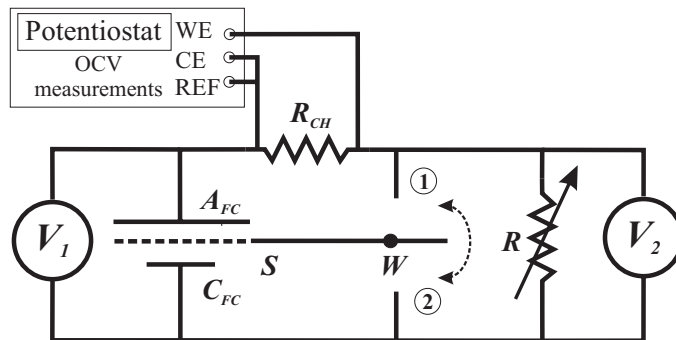 Potentiostat WE
OCV CE
measurements REF
R_CH
1
V_1
A_FC
S
W
R
V_2
C_FC
2